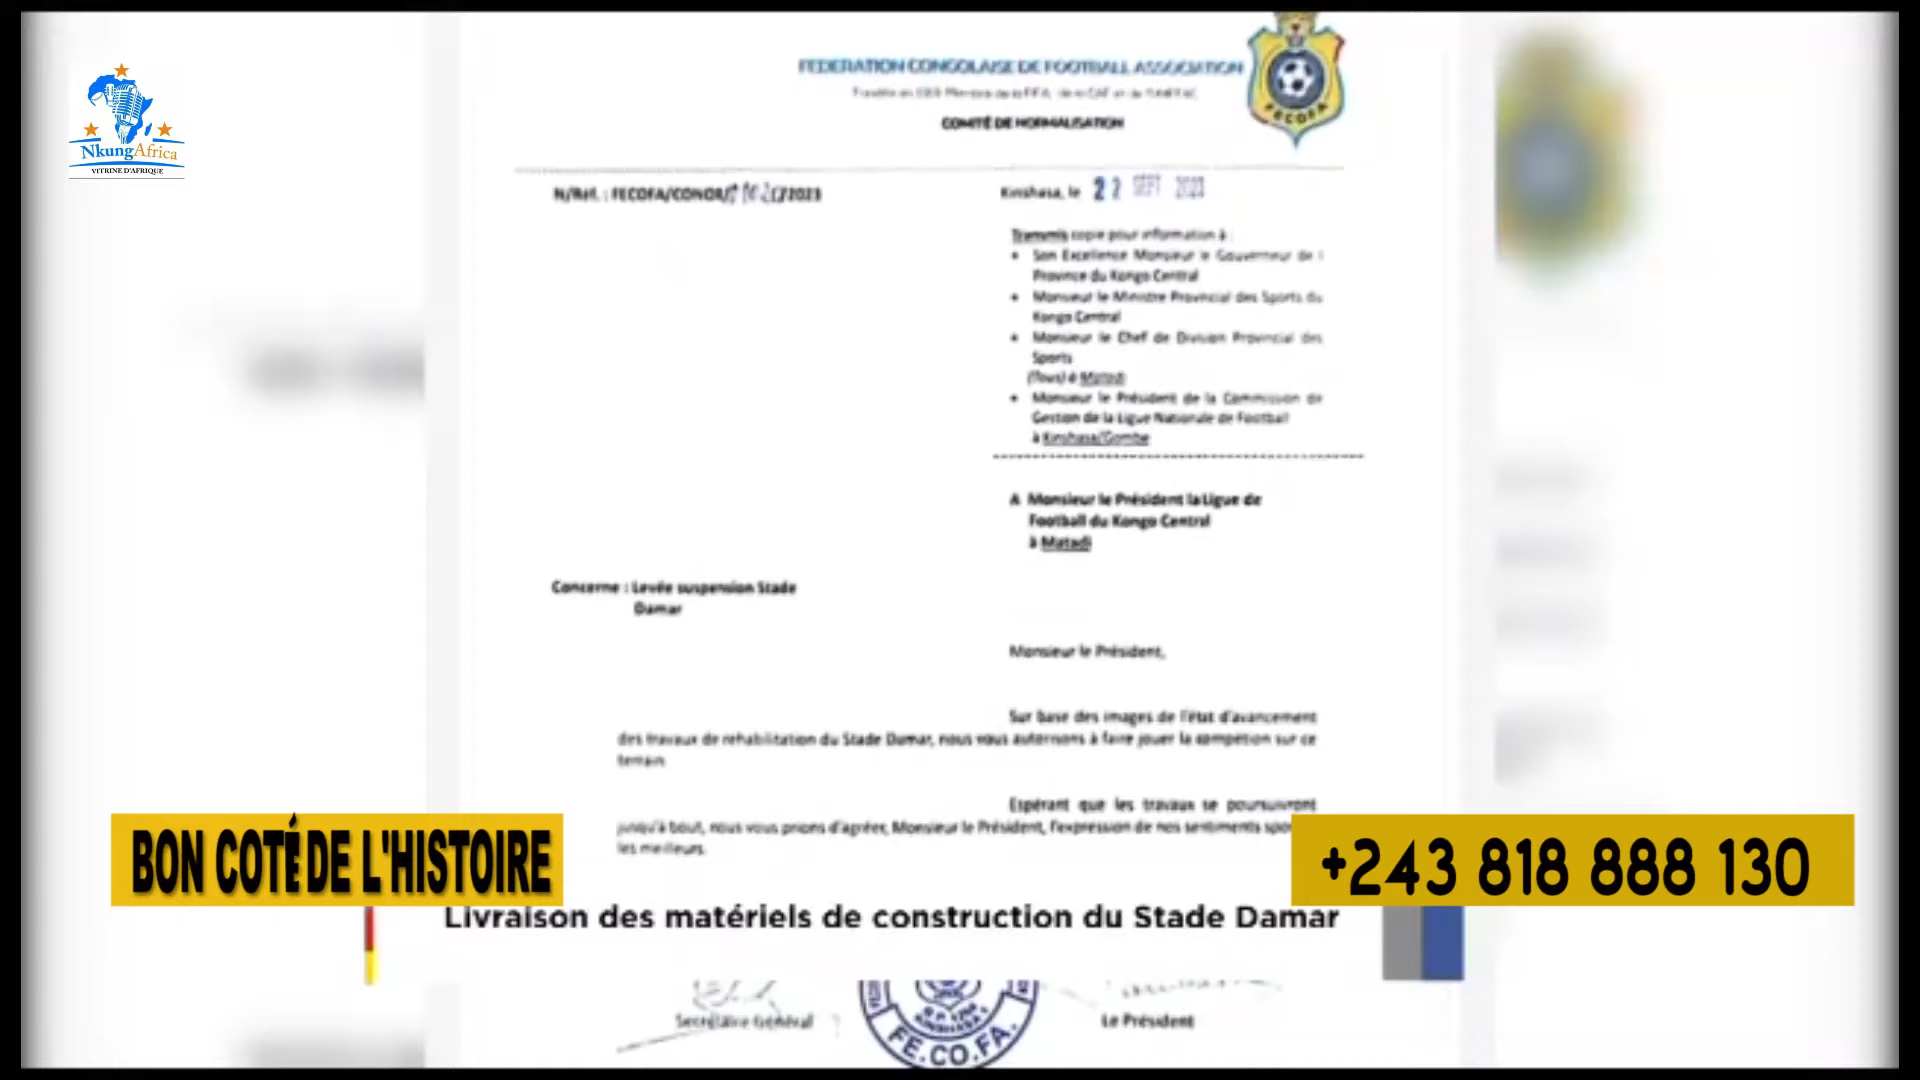 FEDERATION CONGOLAISE DE FOOTBALL ASSOCIATION
COMITÉ DE NORMALISATION
FECOFA
NkungAfrica
VITRINE D'AFRIQUE
N/Réf. : FECOFA/CONOR/ /2023
Kinshasa, le 22 SEPT 2023
Transmis copie pour information à :
• Son Excellence Monsieur le Gouverneur de l
Province du Kongo Central
• Monsieur le Ministre Provincial des Sports du
Kongo Central
• Monsieur le Chef de Division Provincial des
Sports
(Tous) à Matadi
• Monsieur le Président de la Commission de
Gestion de la Ligue Nationale de Football
à Kinshasa/Gombe
A Monsieur le Président la Ligue de
Football du Kongo Central
à Matadi
Concerne : Levée suspension Stade
Damar
Monsieur le Président,
Sur base des images de l'état d'avancement
des travaux de rehabilitation du Stade Damar, nous vous autorisons à faire jouer la compétion sur ce
terrain.
Espérant que les travaux se poursuivront
jusqu'à bout, nous vous prions d'agréer, Monsieur le Président, l'expression de nos sentiments spo
les meilleurs.
BON COTÉ DE L'HISTOIRE
+243 818 888 130
Livraison des matériels de construction du Stade Damar
Secrétaire Général
Le Président
FE.CO.FA.